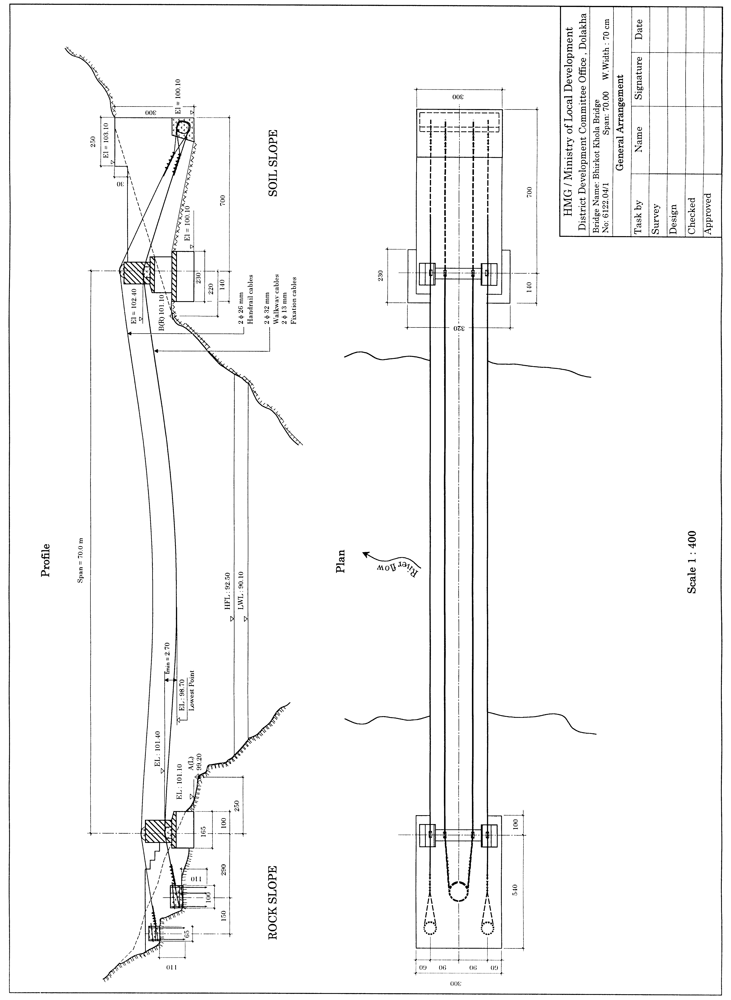 Profile
Span = 70.0 m
250
El = 103.10
30
300
El = 100.10
El = 102.40
B(R) 101.10
El = 100.10
230
220
140
700
SOIL SLOPE
2 ϕ 26 mm
Handrail cables
2 ϕ 32 mm
Walkway cables
2 ϕ 13 mm
Fixation cables
fmin = 2.70
EL : 98.70
Lowest Point
EL : 101.40
EL : 101.10
A(L)
99.20
HFL : 92.50
LWL : 90.10
250
165
100
290
150
110
100
65
110
ROCK SLOPE
Plan
River flow
300
700
230
140
320
100
540
60
90
90
60
300
Scale 1 : 400
HMG / Ministry of Local Development
District Development Committee Office , Dolakha
Bridge Name: Bhirkot Khola Bridge
No: 6122.04/1 Span: 70.00 W.Width : 70 cm
General Arrangement
Task by Name Signature Date
Survey
Design
Checked
Approved